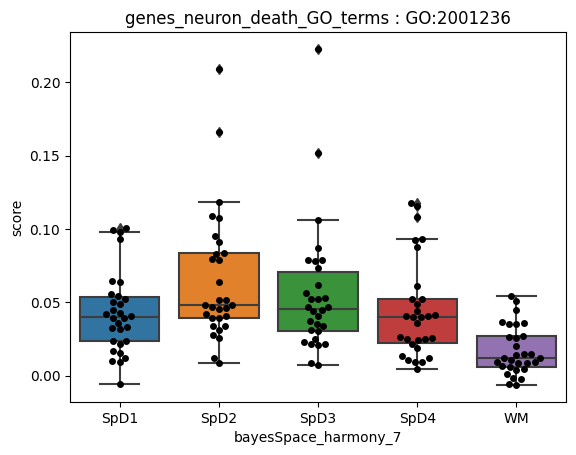 genes_neuron_death_GO_terms : GO:2001236
0.20
0.15
0.10
0.05
0.00
score
SpD1 SpD2 SpD3 SpD4 WM
bayesSpace_harmony_7